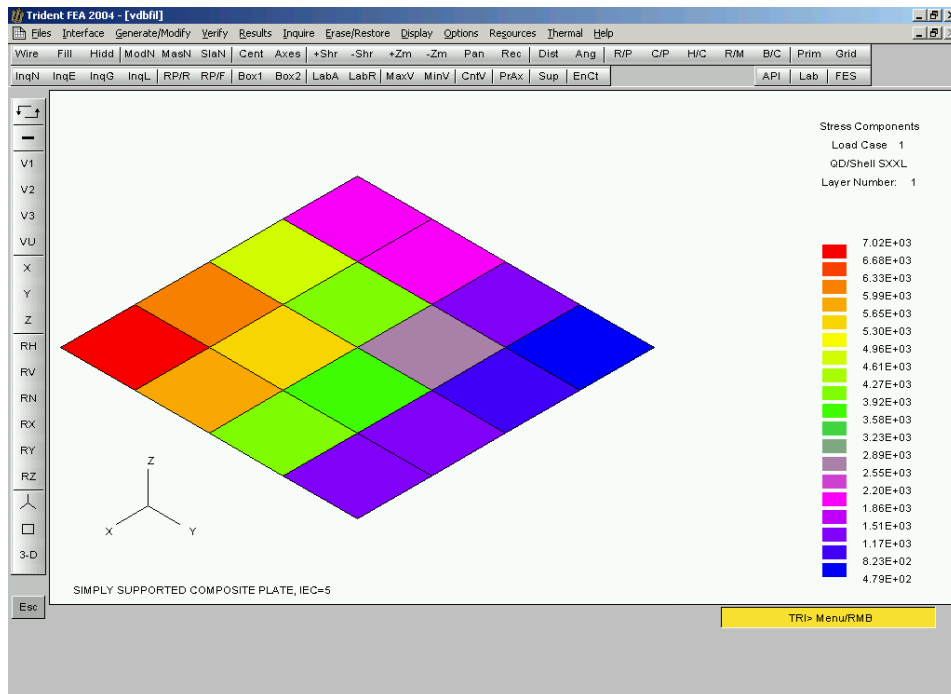 Trident FEA 2004 - [vdbfil]
Files Interface Generate/Modify Verify Results Inquire Erase/Restore Display Options Resources Thermal Help
Wire Fill Hidd ModN MasN SlaN Cent Axes +Shr -Shr +Zm -Zm Pan Rec Dist Ang R/P C/P H/C R/M B/C Prim Grid
InqN InqE InqG InqL RP/R RP/F Box1 Box2 LabA LabR MaxV MinV CntV PrAx Sup EnCt API Lab FES
V1
V2
V3
VU
X
Y
Z
RH
RV
RN
RX
RY
RZ
3-D
Esc
Stress Components
Load Case 1
QD/Shell SXXL
Layer Number: 1
7.02E+03
6.68E+03
6.33E+03
5.99E+03
5.65E+03
5.30E+03
4.96E+03
4.61E+03
4.27E+03
3.92E+03
3.58E+03
3.23E+03
2.89E+03
2.55E+03
2.20E+03
1.86E+03
1.51E+03
1.17E+03
8.23E+02
4.79E+02
Z
X Y
SIMPLY SUPPORTED COMPOSITE PLATE, IEC=5
TRI> Menu/RMB